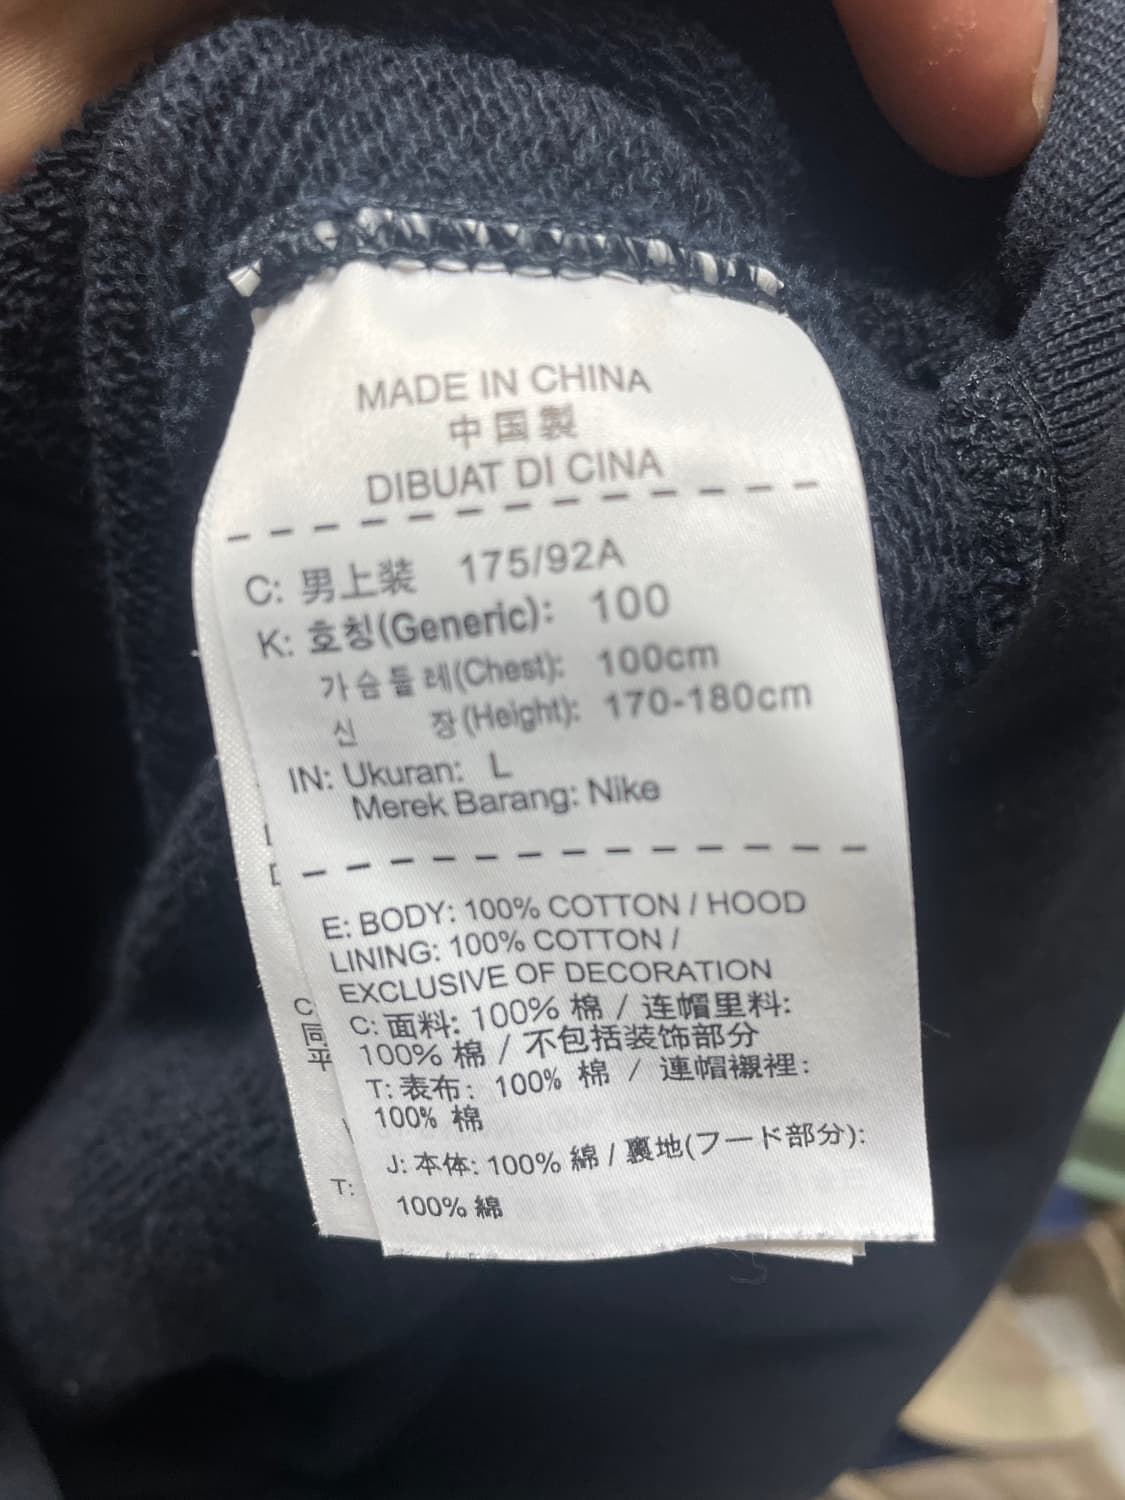 MADE IN CHINA
中国製
DIBUAT DI CINA
C: 男上装 175/92A
K: 호칭(Generic): 100
가슴둘레(Chest): 100cm
신 장(Height): 170-180cm
IN: Ukuran: L
Merek Barang: Nike
E: BODY: 100% COTTON / HOOD
LINING: 100% COTTON /
EXCLUSIVE OF DECORATION
C: 面料: 100% 棉 / 连帽里料:
100% 棉 / 不包括装饰部分
T: 表布: 100% 棉 / 連帽襯裡:
100% 棉
J: 本体: 100% 綿 / 裏地(フード部分):
100% 綿
C
同
平
T: